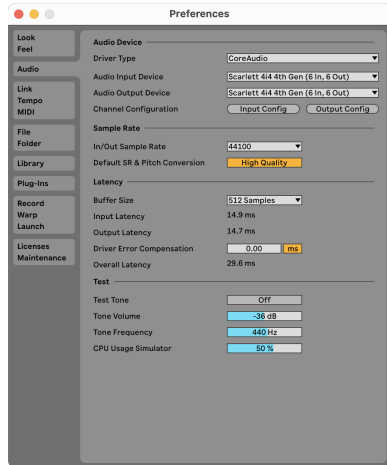 Preferences
Look
Feel
Audio
Link
Tempo
MIDI
File
Folder
Library
Plug-Ins
Record
Warp
Launch
Licenses
Maintenance
Audio Device
Driver Type CoreAudio
Audio Input Device Scarlett 4i4 4th Gen (6 In, 6 Out)
Audio Output Device Scarlett 4i4 4th Gen (6 In, 6 Out)
Channel Configuration Input Config Output Config
Sample Rate
In/Out Sample Rate 44100
Default SR & Pitch Conversion High Quality
Latency
Buffer Size 512 Samples
Input Latency 14.9 ms
Output Latency 14.7 ms
Driver Error Compensation 0.00 ms
Overall Latency 29.6 ms
Test
Test Tone Off
Tone Volume -36 dB
Tone Frequency 440 Hz
CPU Usage Simulator 50 %